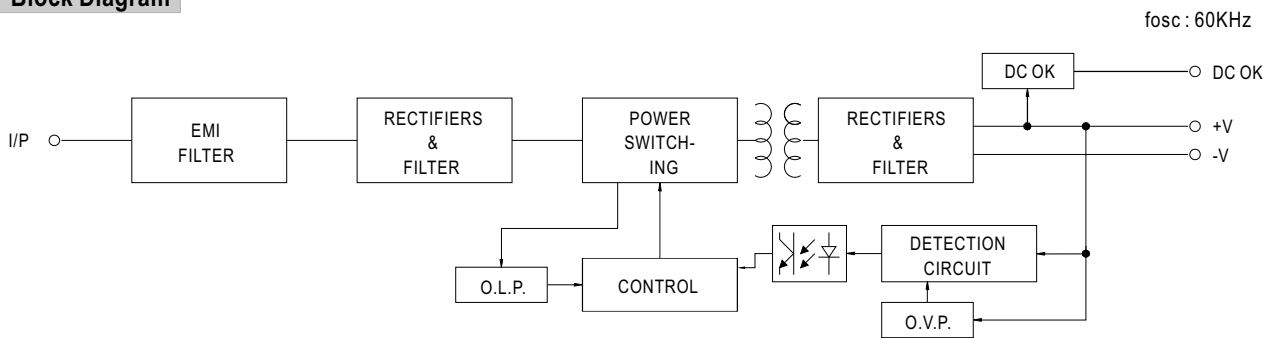 Block Diagram
fosc : 60KHz
I/P
EMI
FILTER
RECTIFIERS
&
FILTER
POWER
SWITCH-
ING
RECTIFIERS
&
FILTER
DC OK
DC OK
+V
-V
O.L.P.
CONTROL
DETECTION
CIRCUIT
O.V.P.